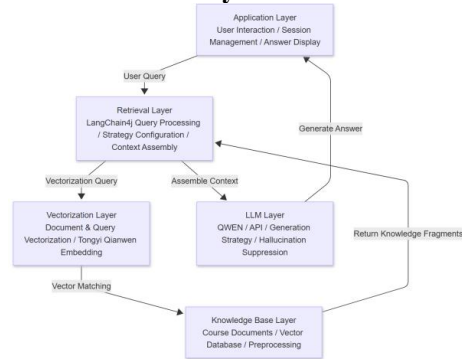 Application Layer
User Interaction / Session
Management / Answer Display
User Query
Retrieval Layer
LangChain4j Query Processing
/ Strategy Configuration /
Context Assembly
Generate Answer
Vectorization Query
Assemble Context
Vectorization Layer
Document & Query
Vectorization / Tongyi Qianwen
Embedding
LLM Layer
QWEN / API / Generation
Strategy / Hallucination
Suppression
Return Knowledge Fragments
Vector Matching
Knowledge Base Layer
Course Documents / Vector
Database / Preprocessing